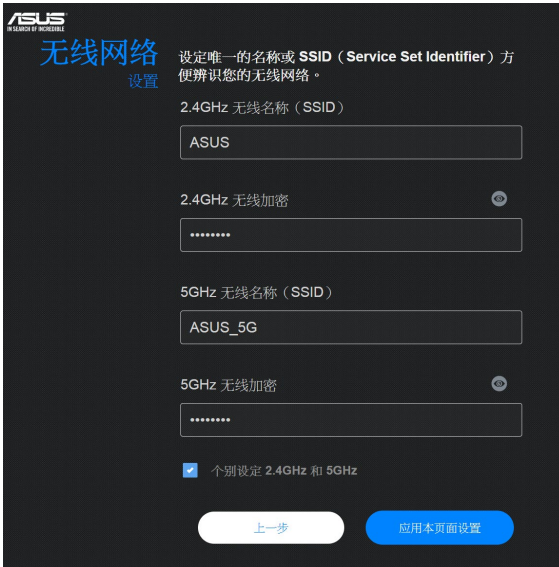 ASUS
IN SEARCH OF INCREDIBLE
无线网络
设置
设定唯一的名称或 SSID（Service Set Identifier）方
便辨识您的无线网络。
2.4GHz 无线名称（SSID）
ASUS
2.4GHz 无线加密
••••••••
5GHz 无线名称（SSID）
ASUS_5G
5GHz 无线加密
••••••••
个别设定 2.4GHz 和 5GHz
上一步
应用本页面设置